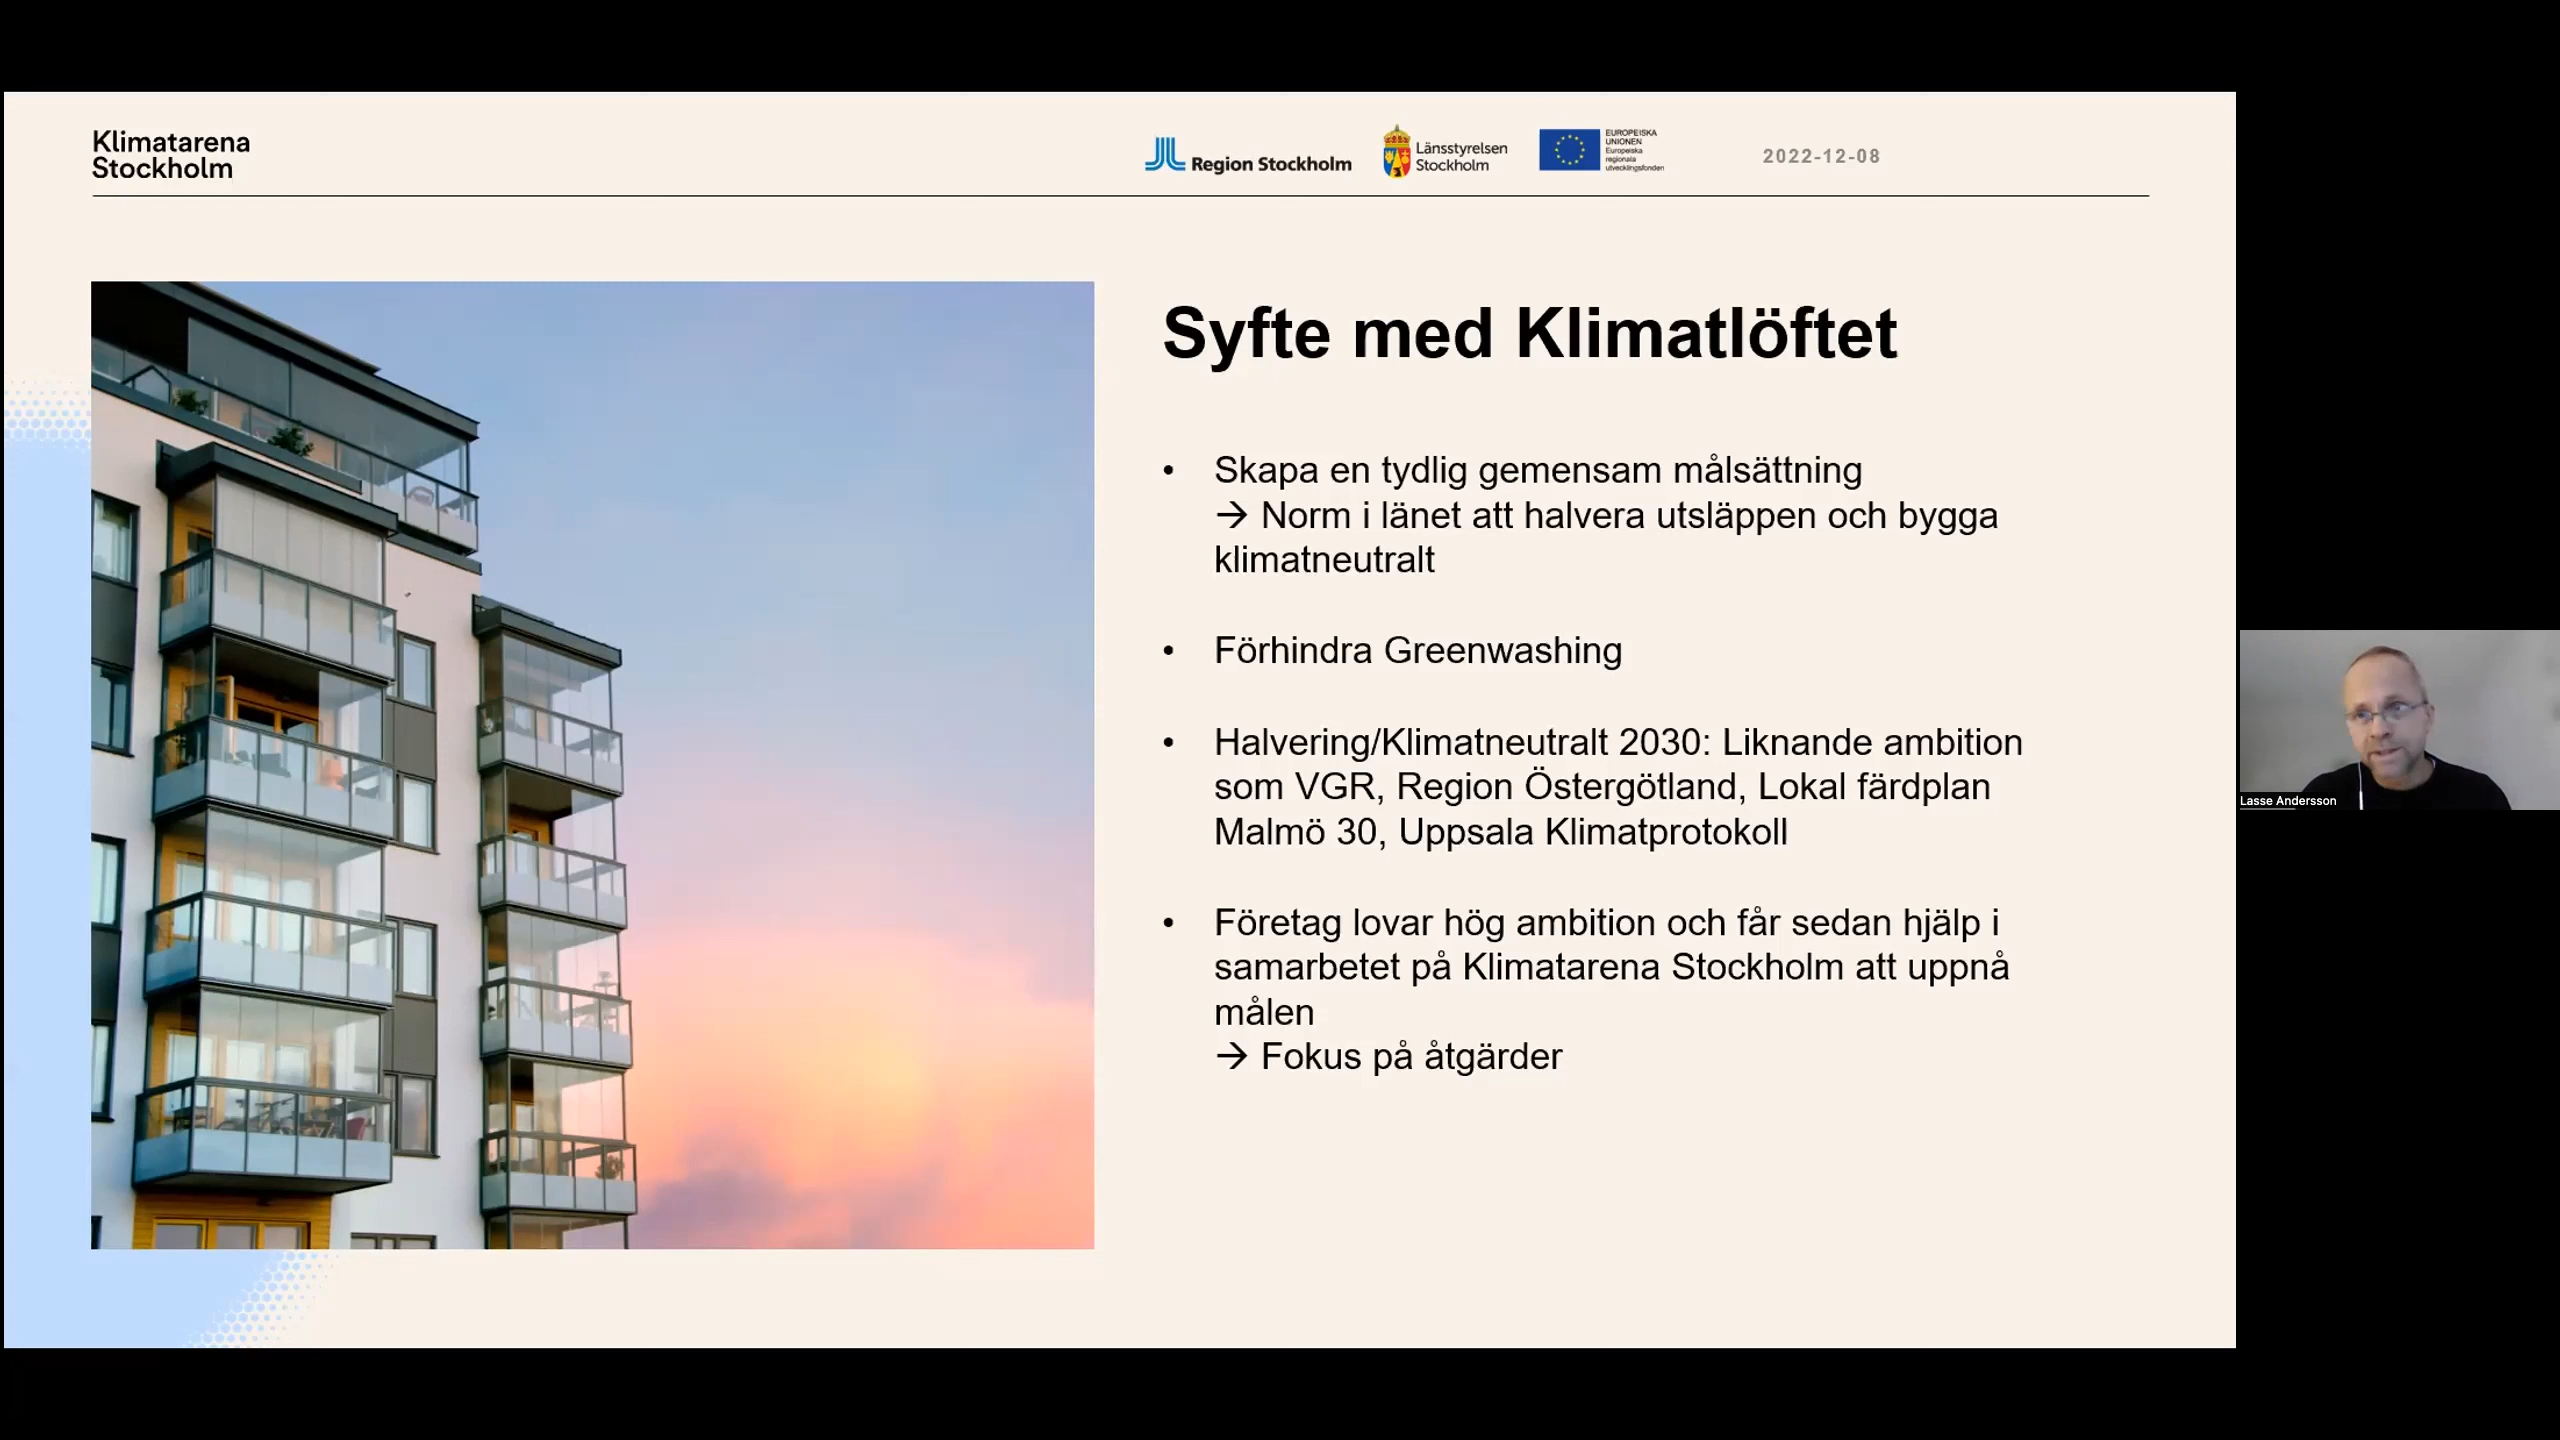 Klimatarena
Stockholm
Region Stockholm
Länsstyrelsen
Stockholm
EUROPEISKA
UNIONEN
Europeiska
regionala
utvecklingsfonden
2022-12-08
Syfte med Klimatlöftet
• Skapa en tydlig gemensam målsättning
→ Norm i länet att halvera utsläppen och bygga
klimatneutralt
• Förhindra Greenwashing
• Halvering/Klimatneutralt 2030: Liknande ambition
som VGR, Region Östergötland, Lokal färdplan
Malmö 30, Uppsala Klimatprotokoll
• Företag lovar hög ambition och får sedan hjälp i
samarbetet på Klimatarena Stockholm att uppnå
målen
→ Fokus på åtgärder
Lasse Andersson